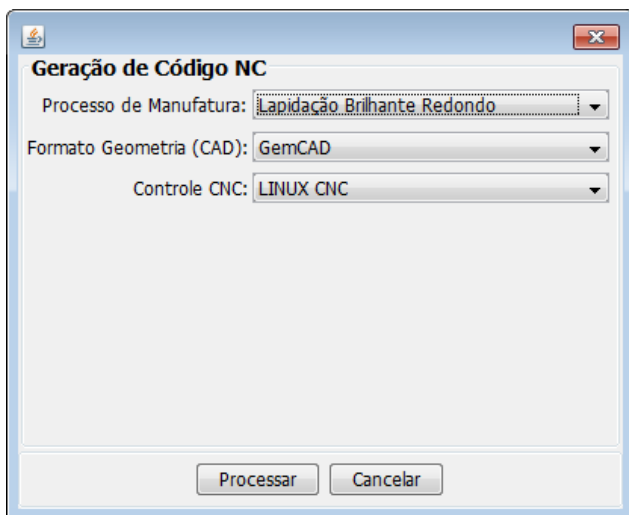 Geração de Código NC
Processo de Manufatura: Lapidação Brilhante Redondo
Formato Geometria (CAD): GemCAD
Controle CNC: LINUX CNC
Processar Cancelar